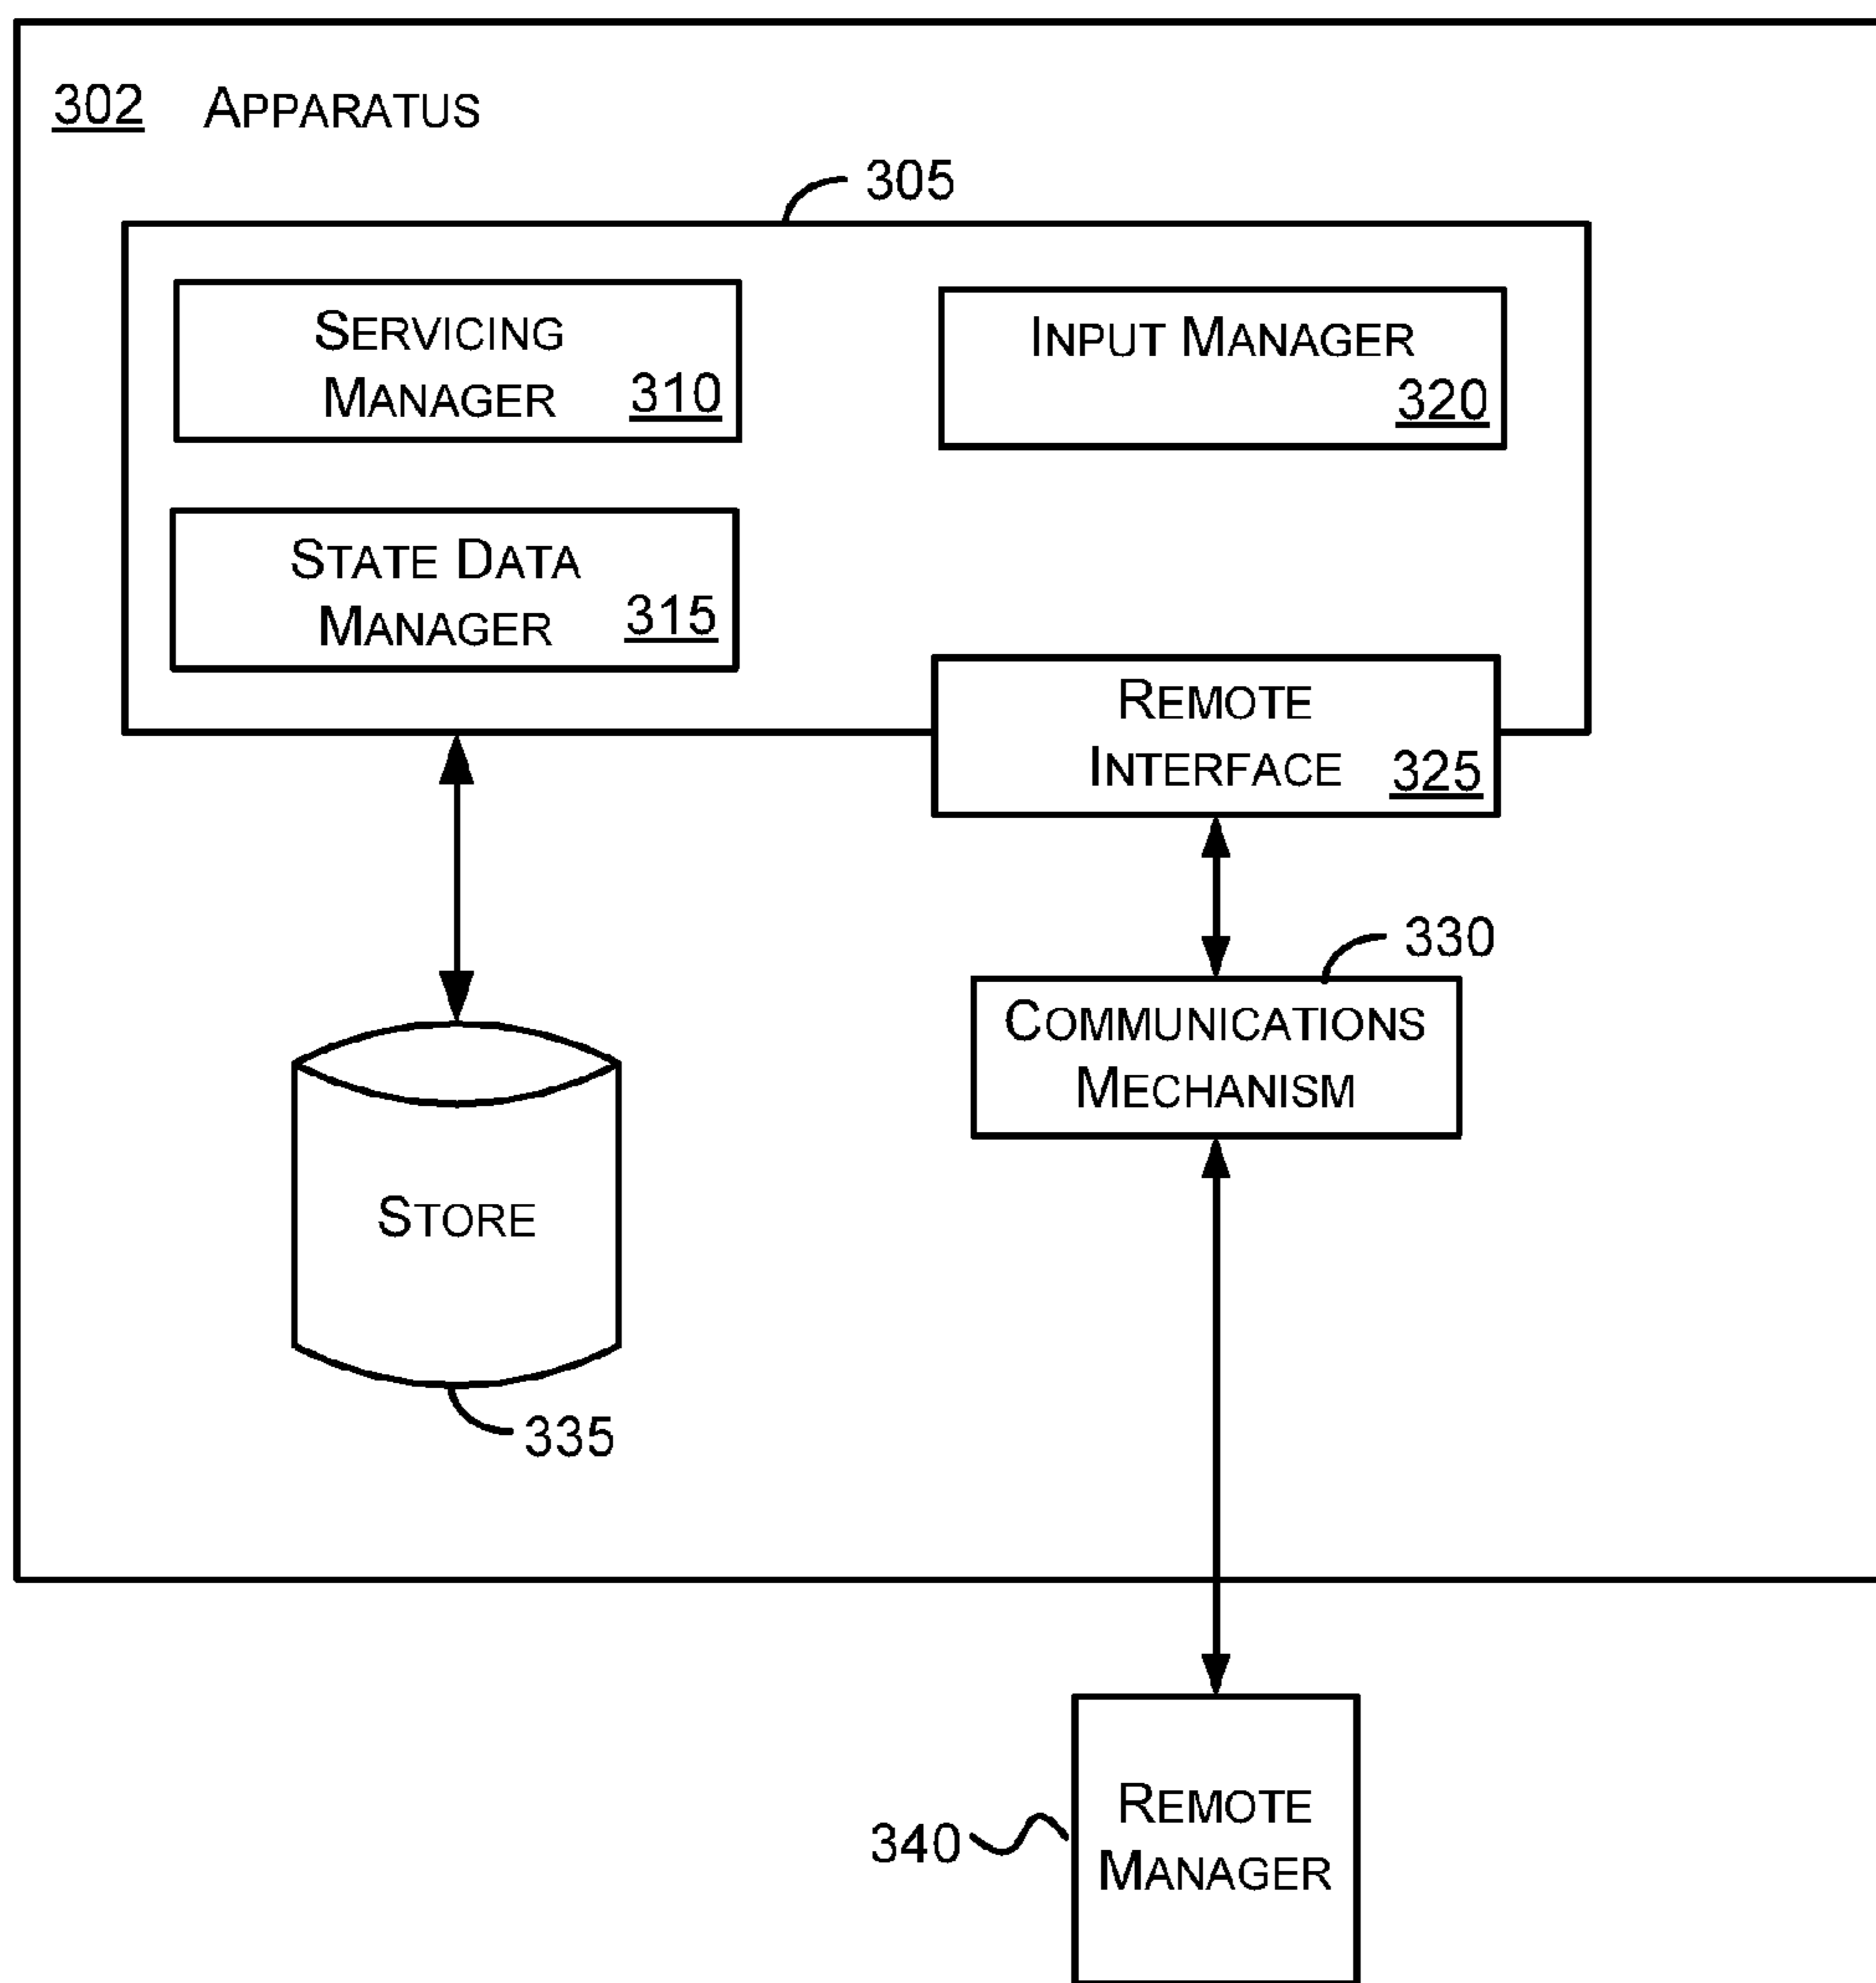 302 APPARATUS
305
SERVICING
MANAGER 310
INPUT MANAGER
320
STATE DATA
MANAGER 315
REMOTE
INTERFACE 325
330
COMMUNICATIONS
MECHANISM
STORE
335
340
REMOTE
MANAGER